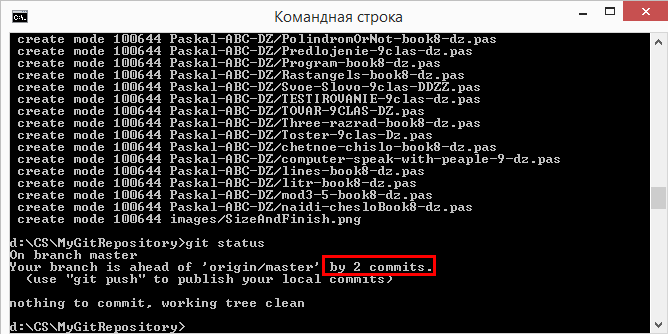 Командная строка
create mode 100644 Paskal-ABC-DZ/PolindromOrNot-book8-dz.pas
create mode 100644 Paskal-ABC-DZ/Predlojenie-9clas-dz.pas
create mode 100644 Paskal-ABC-DZ/Program-book8-dz.pas
create mode 100644 Paskal-ABC-DZ/Rastangels-book8-dz.pas
create mode 100644 Paskal-ABC-DZ/Svoe-Slovo-9clas-DDZZ.pas
create mode 100644 Paskal-ABC-DZ/TESTIROVANIE-9clas-dz.pas
create mode 100644 Paskal-ABC-DZ/TOVAR-9CLAS-DZ.pas
create mode 100644 Paskal-ABC-DZ/Three-razrad-book8-dz.pas
create mode 100644 Paskal-ABC-DZ/Toster-9clas-Dz.pas
create mode 100644 Paskal-ABC-DZ/chetnoe-chislo-book8-dz.pas
create mode 100644 Paskal-ABC-DZ/computer-speak-with-peaple-9-dz.pas
create mode 100644 Paskal-ABC-DZ/lines-book8-dz.pas
create mode 100644 Paskal-ABC-DZ/litr-book8-dz.pas
create mode 100644 Paskal-ABC-DZ/mod3-5-book8-dz.pas
create mode 100644 Paskal-ABC-DZ/naidi-chesloBook8-dz.pas
create mode 100644 images/SizeAndFinish.png
d:\CS\MyGitRepository>git status
On branch master
Your branch is ahead of 'origin/master' by 2 commits.
(use "git push" to publish your local commits)
nothing to commit, working tree clean
d:\CS\MyGitRepository>